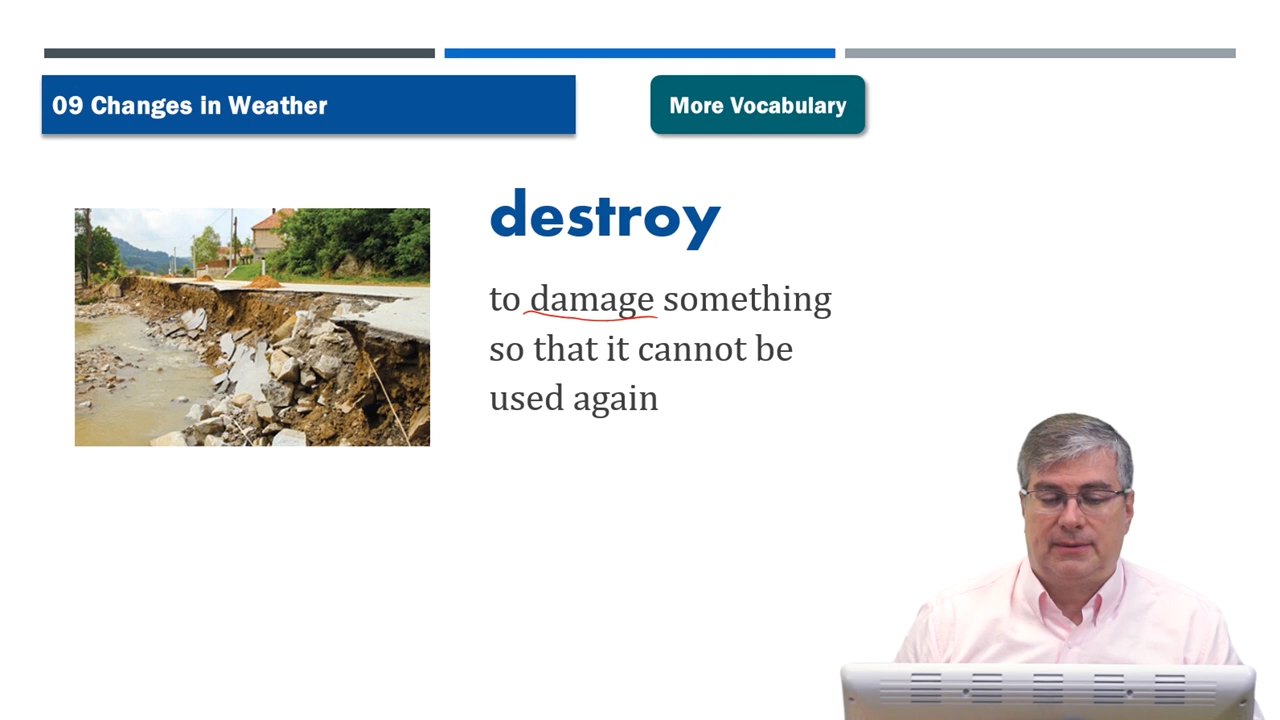 09 Changes in Weather
More Vocabulary
destroy
to damage something
so that it cannot be
used again